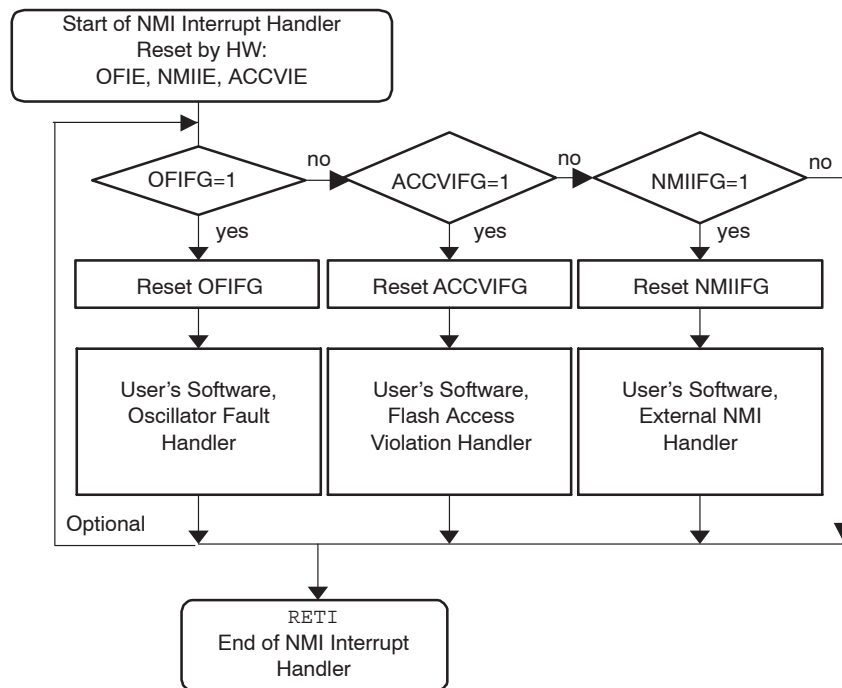 Start of NMI Interrupt Handler
Reset by HW:
OFIE, NMIIE, ACCVIE
no
no
no
OFIFG=1
ACCVIFG=1
NMIIFG=1
yes
yes
yes
Reset OFIFG
Reset ACCVIFG
Reset NMIIFG
User's Software,
Oscillator Fault
Handler
User's Software,
Flash Access
Violation Handler
User's Software,
External NMI
Handler
Optional
RETI
End of NMI Interrupt
Handler